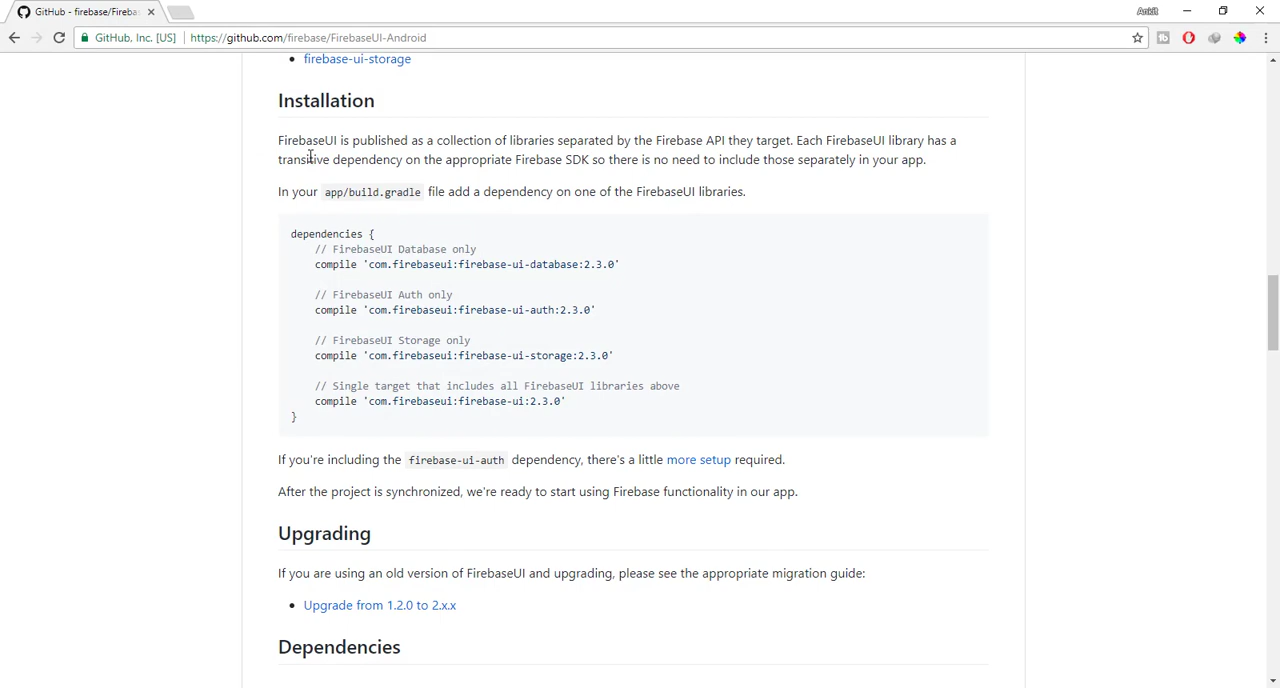 GitHub - firebase/Fireba
Ankit
GitHub, Inc. [US]
https://github.com/firebase/FirebaseUI-Android
firebase-ui-storage
Installation
FirebaseUI is published as a collection of libraries separated by the Firebase API they target. Each FirebaseUI library has a
transitive dependency on the appropriate Firebase SDK so there is no need to include those separately in your app.
In your app/build.gradle file add a dependency on one of the FirebaseUI libraries.
dependencies {
// FirebaseUI Database only
compile 'com.firebaseui:firebase-ui-database:2.3.0'
// FirebaseUI Auth only
compile 'com.firebaseui:firebase-ui-auth:2.3.0'
// FirebaseUI Storage only
compile 'com.firebaseui:firebase-ui-storage:2.3.0'
// Single target that includes all FirebaseUI libraries above
compile 'com.firebaseui:firebase-ui:2.3.0'
}
If you're including the firebase-ui-auth dependency, there's a little more setup required.
After the project is synchronized, we're ready to start using Firebase functionality in our app.
Upgrading
If you are using an old version of FirebaseUI and upgrading, please see the appropriate migration guide:
Upgrade from 1.2.0 to 2.x.x
Dependencies